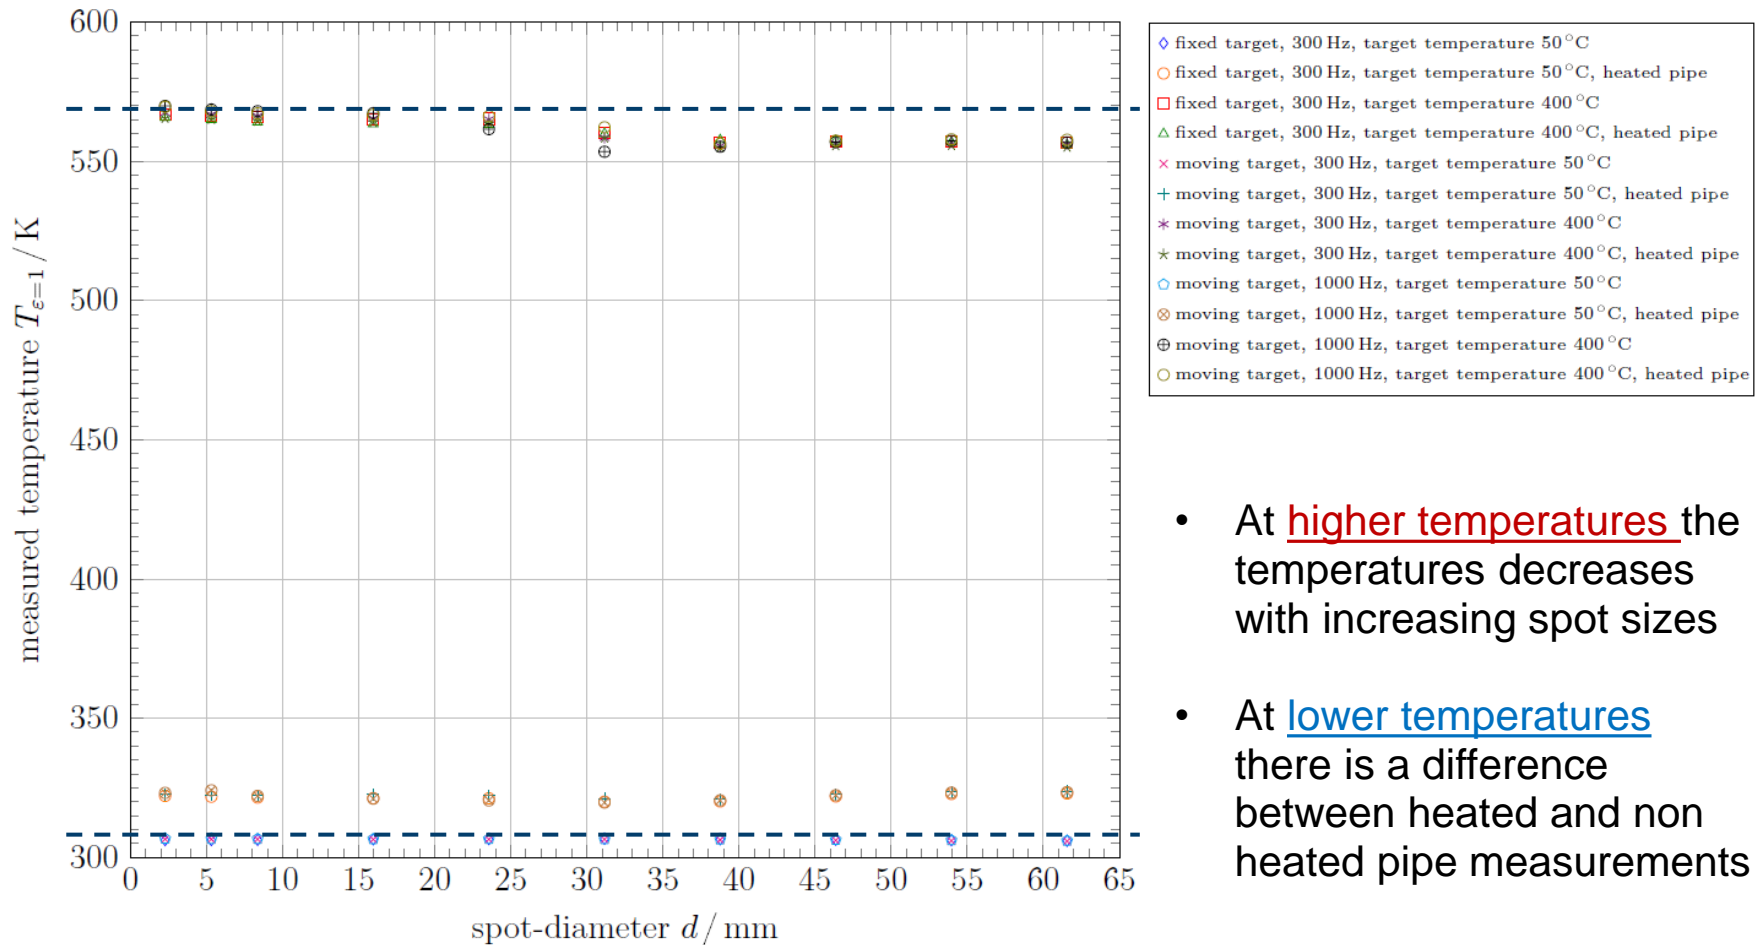 600
550
500
450
400
350
300
0 5 10 15 20 25 30 35 40 45 50 55 60 65
measured temperature T_{ε=1} / K
spot-diameter d / mm
fixed target, 300 Hz, target temperature 50 °C
fixed target, 300 Hz, target temperature 50 °C, heated pipe
fixed target, 300 Hz, target temperature 400 °C
fixed target, 300 Hz, target temperature 400 °C, heated pipe
moving target, 300 Hz, target temperature 50 °C
moving target, 300 Hz, target temperature 50 °C, heated pipe
moving target, 300 Hz, target temperature 400 °C
moving target, 300 Hz, target temperature 400 °C, heated pipe
moving target, 1000 Hz, target temperature 50 °C
moving target, 1000 Hz, target temperature 50 °C, heated pipe
moving target, 1000 Hz, target temperature 400 °C
moving target, 1000 Hz, target temperature 400 °C, heated pipe
• At higher temperatures the
temperatures decreases
with increasing spot sizes
• At lower temperatures
there is a difference
between heated and non
heated pipe measurements